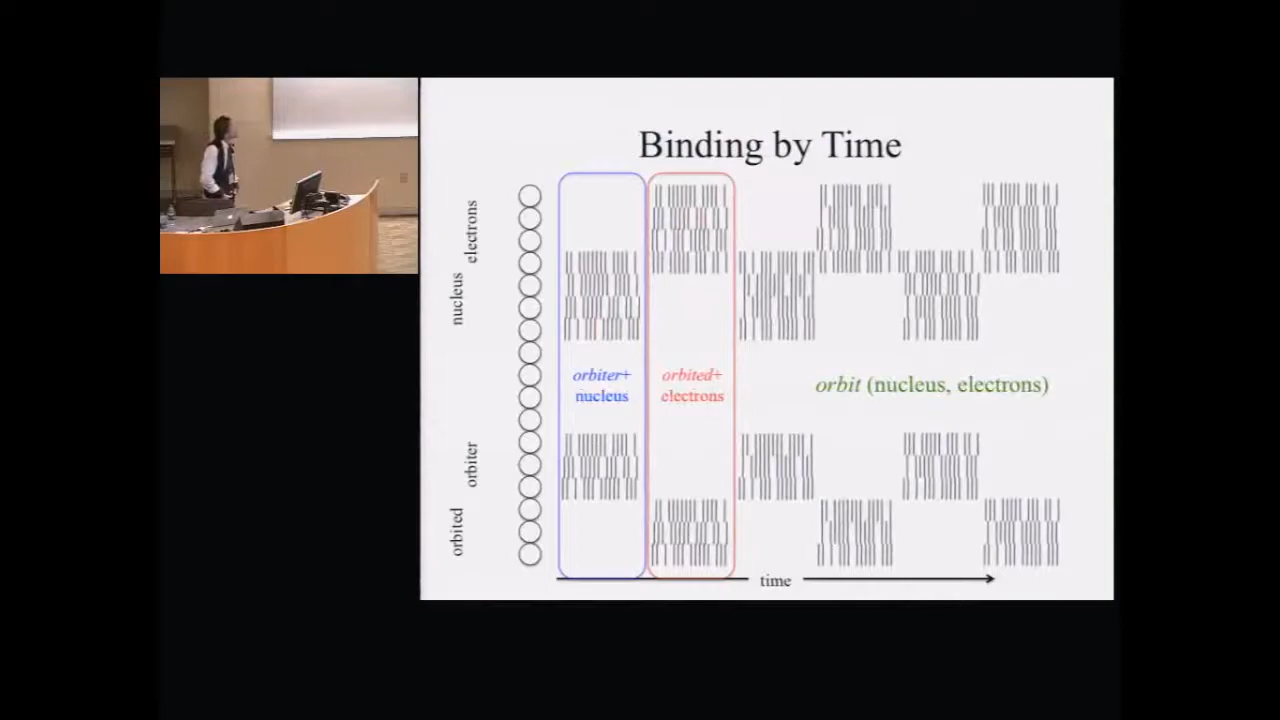 Binding by Time
electrons
nucleus
orbiter+
nucleus
orbited+
electrons
orbit (nucleus, electrons)
orbiter
orbited
time